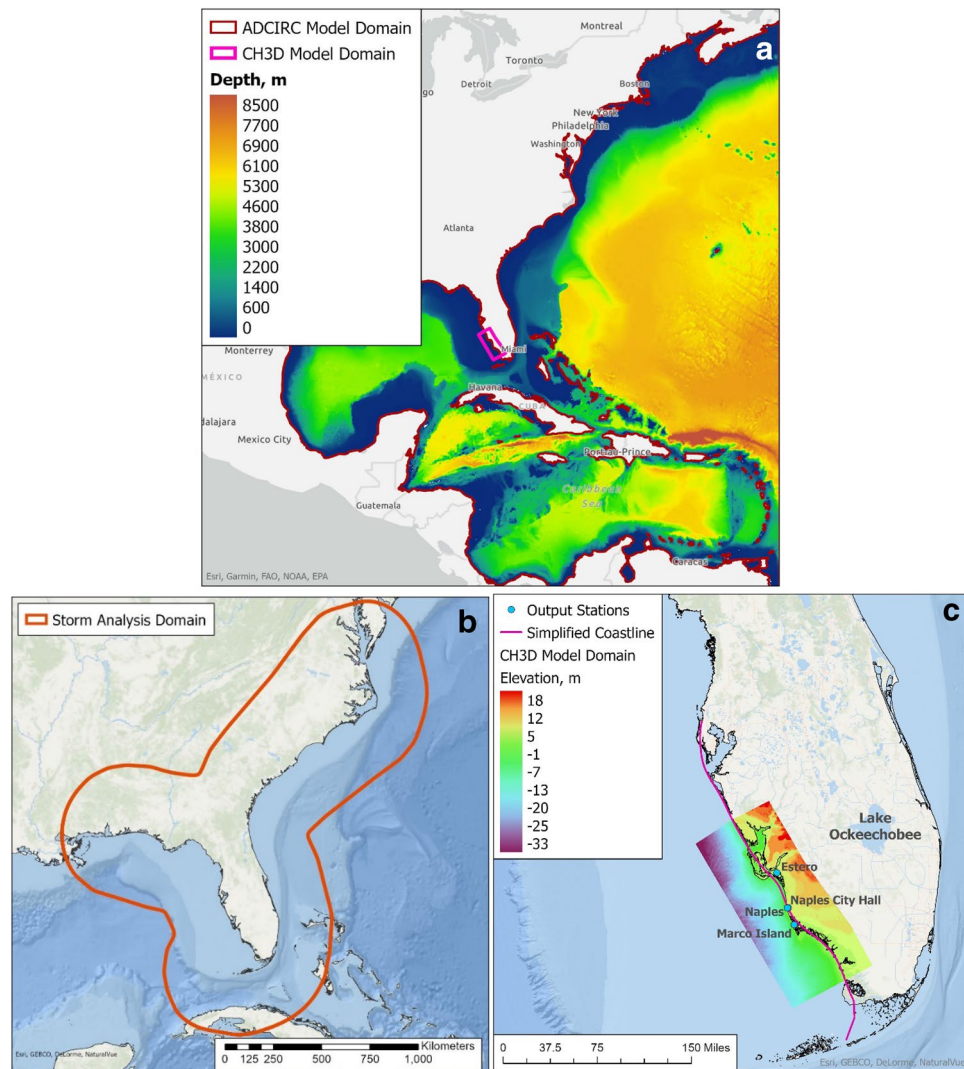 ADCIRC Model Domain
CH3D Model Domain
Depth, m
8500
7700
6900
6100
5300
4600
3800
3000
2200
1400
600
0
a
Montreal
Toronto
Detroit
go
Boston
New York
Philadelphia
Washington
Atlanta
Miami
Monterrey
MÉXICO
Havana
CUBA
dalajara
Mexico City
Port-au-Prince
Caribbean
Sea
Guatemala
Caracas
Esri, Garmin, FAO, NOAA, EPA
Storm Analysis Domain
b
Kilometers
0 125 250 500 750 1,000
Esri, GEBCO, DeLorme, NaturalVue
Output Stations
Simplified Coastline
CH3D Model Domain
Elevation, m
18
12
5
-1
-7
-13
-20
-25
-33
c
Lake
Ockeechobee
Estero
Naples City Hall
Naples
Marco Island
0 37.5 75 150 Miles
Esri, GEBCO, DeLorme, NaturalVue